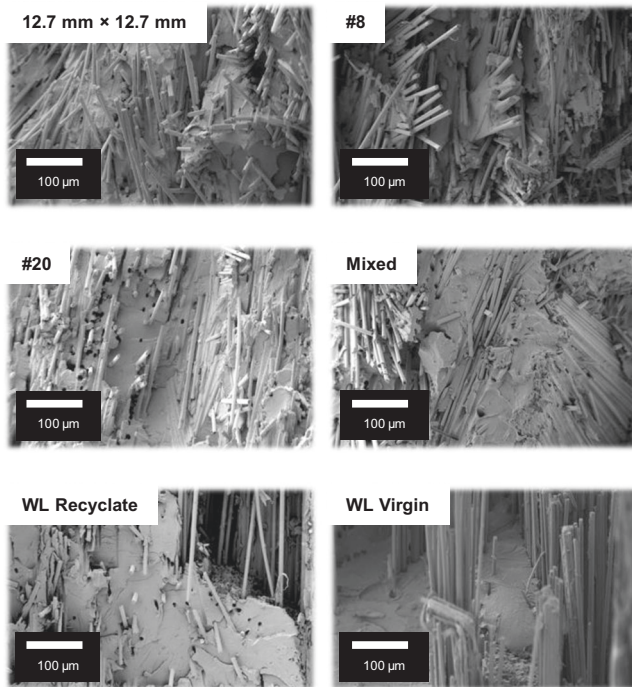 12.7 mm × 12.7 mm
#8
100 µm
100 µm
#20
Mixed
100 µm
100 µm
WL Recyclate
WL Virgin
100 µm
100 µm